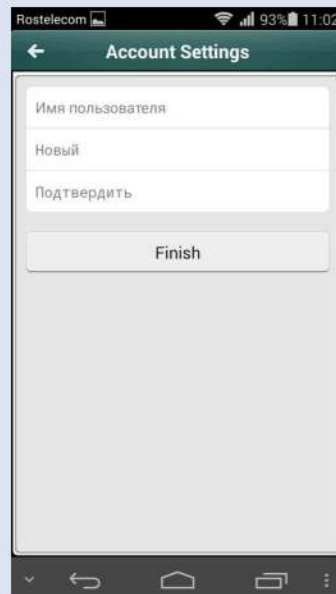 Rostelecom 93% 11:02
Account Settings
Имя пользователя
Новый
Подтвердить
Finish